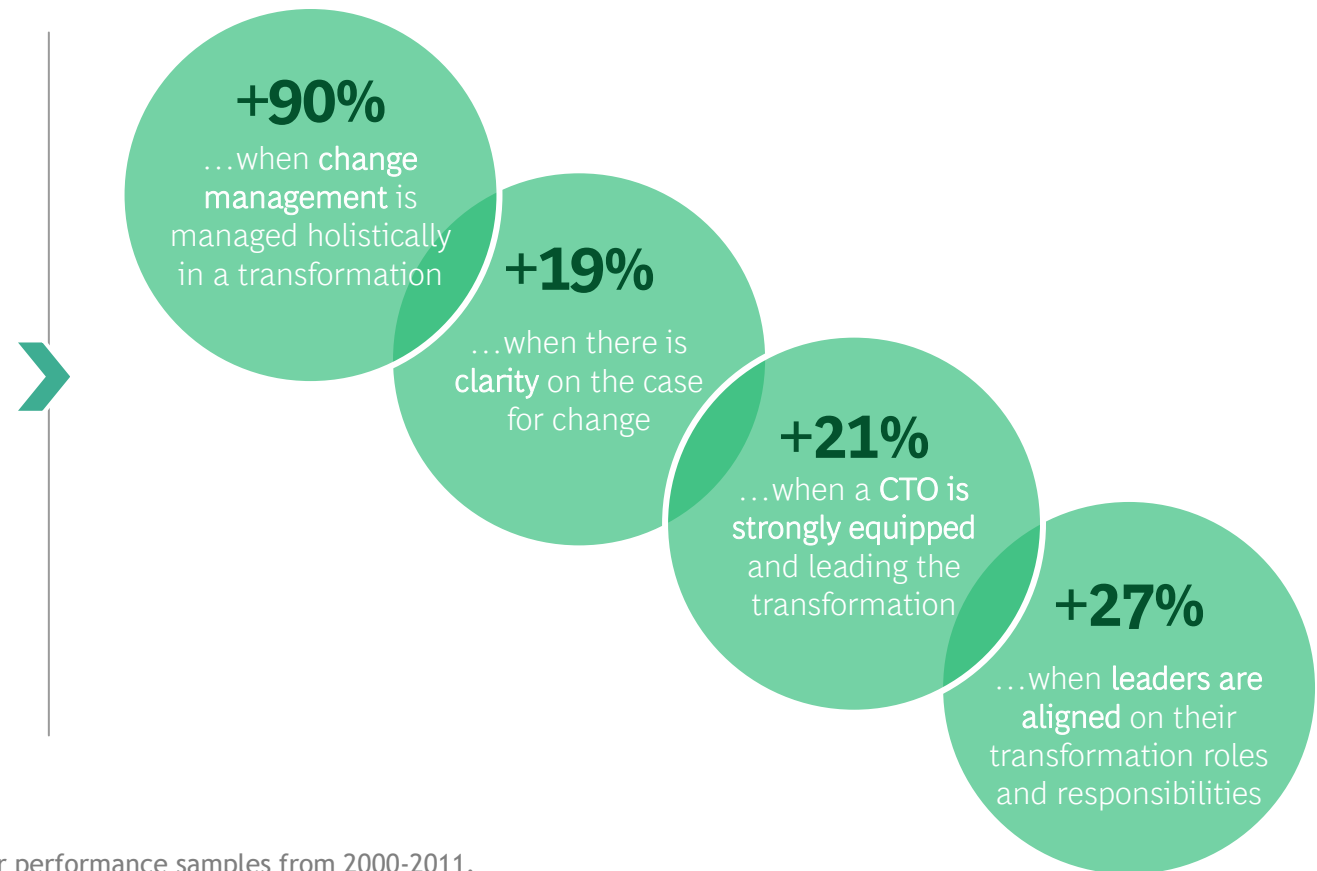 +90%
…when change
management is
managed holistically
in a transformation
+19%
…when there is
clarity on the case
for change
+21%
…when a CTO is
strongly equipped
and leading the
transformation
+27%
…when leaders are
aligned on their
transformation roles
and responsibilities
performance samples from 2000-2011.